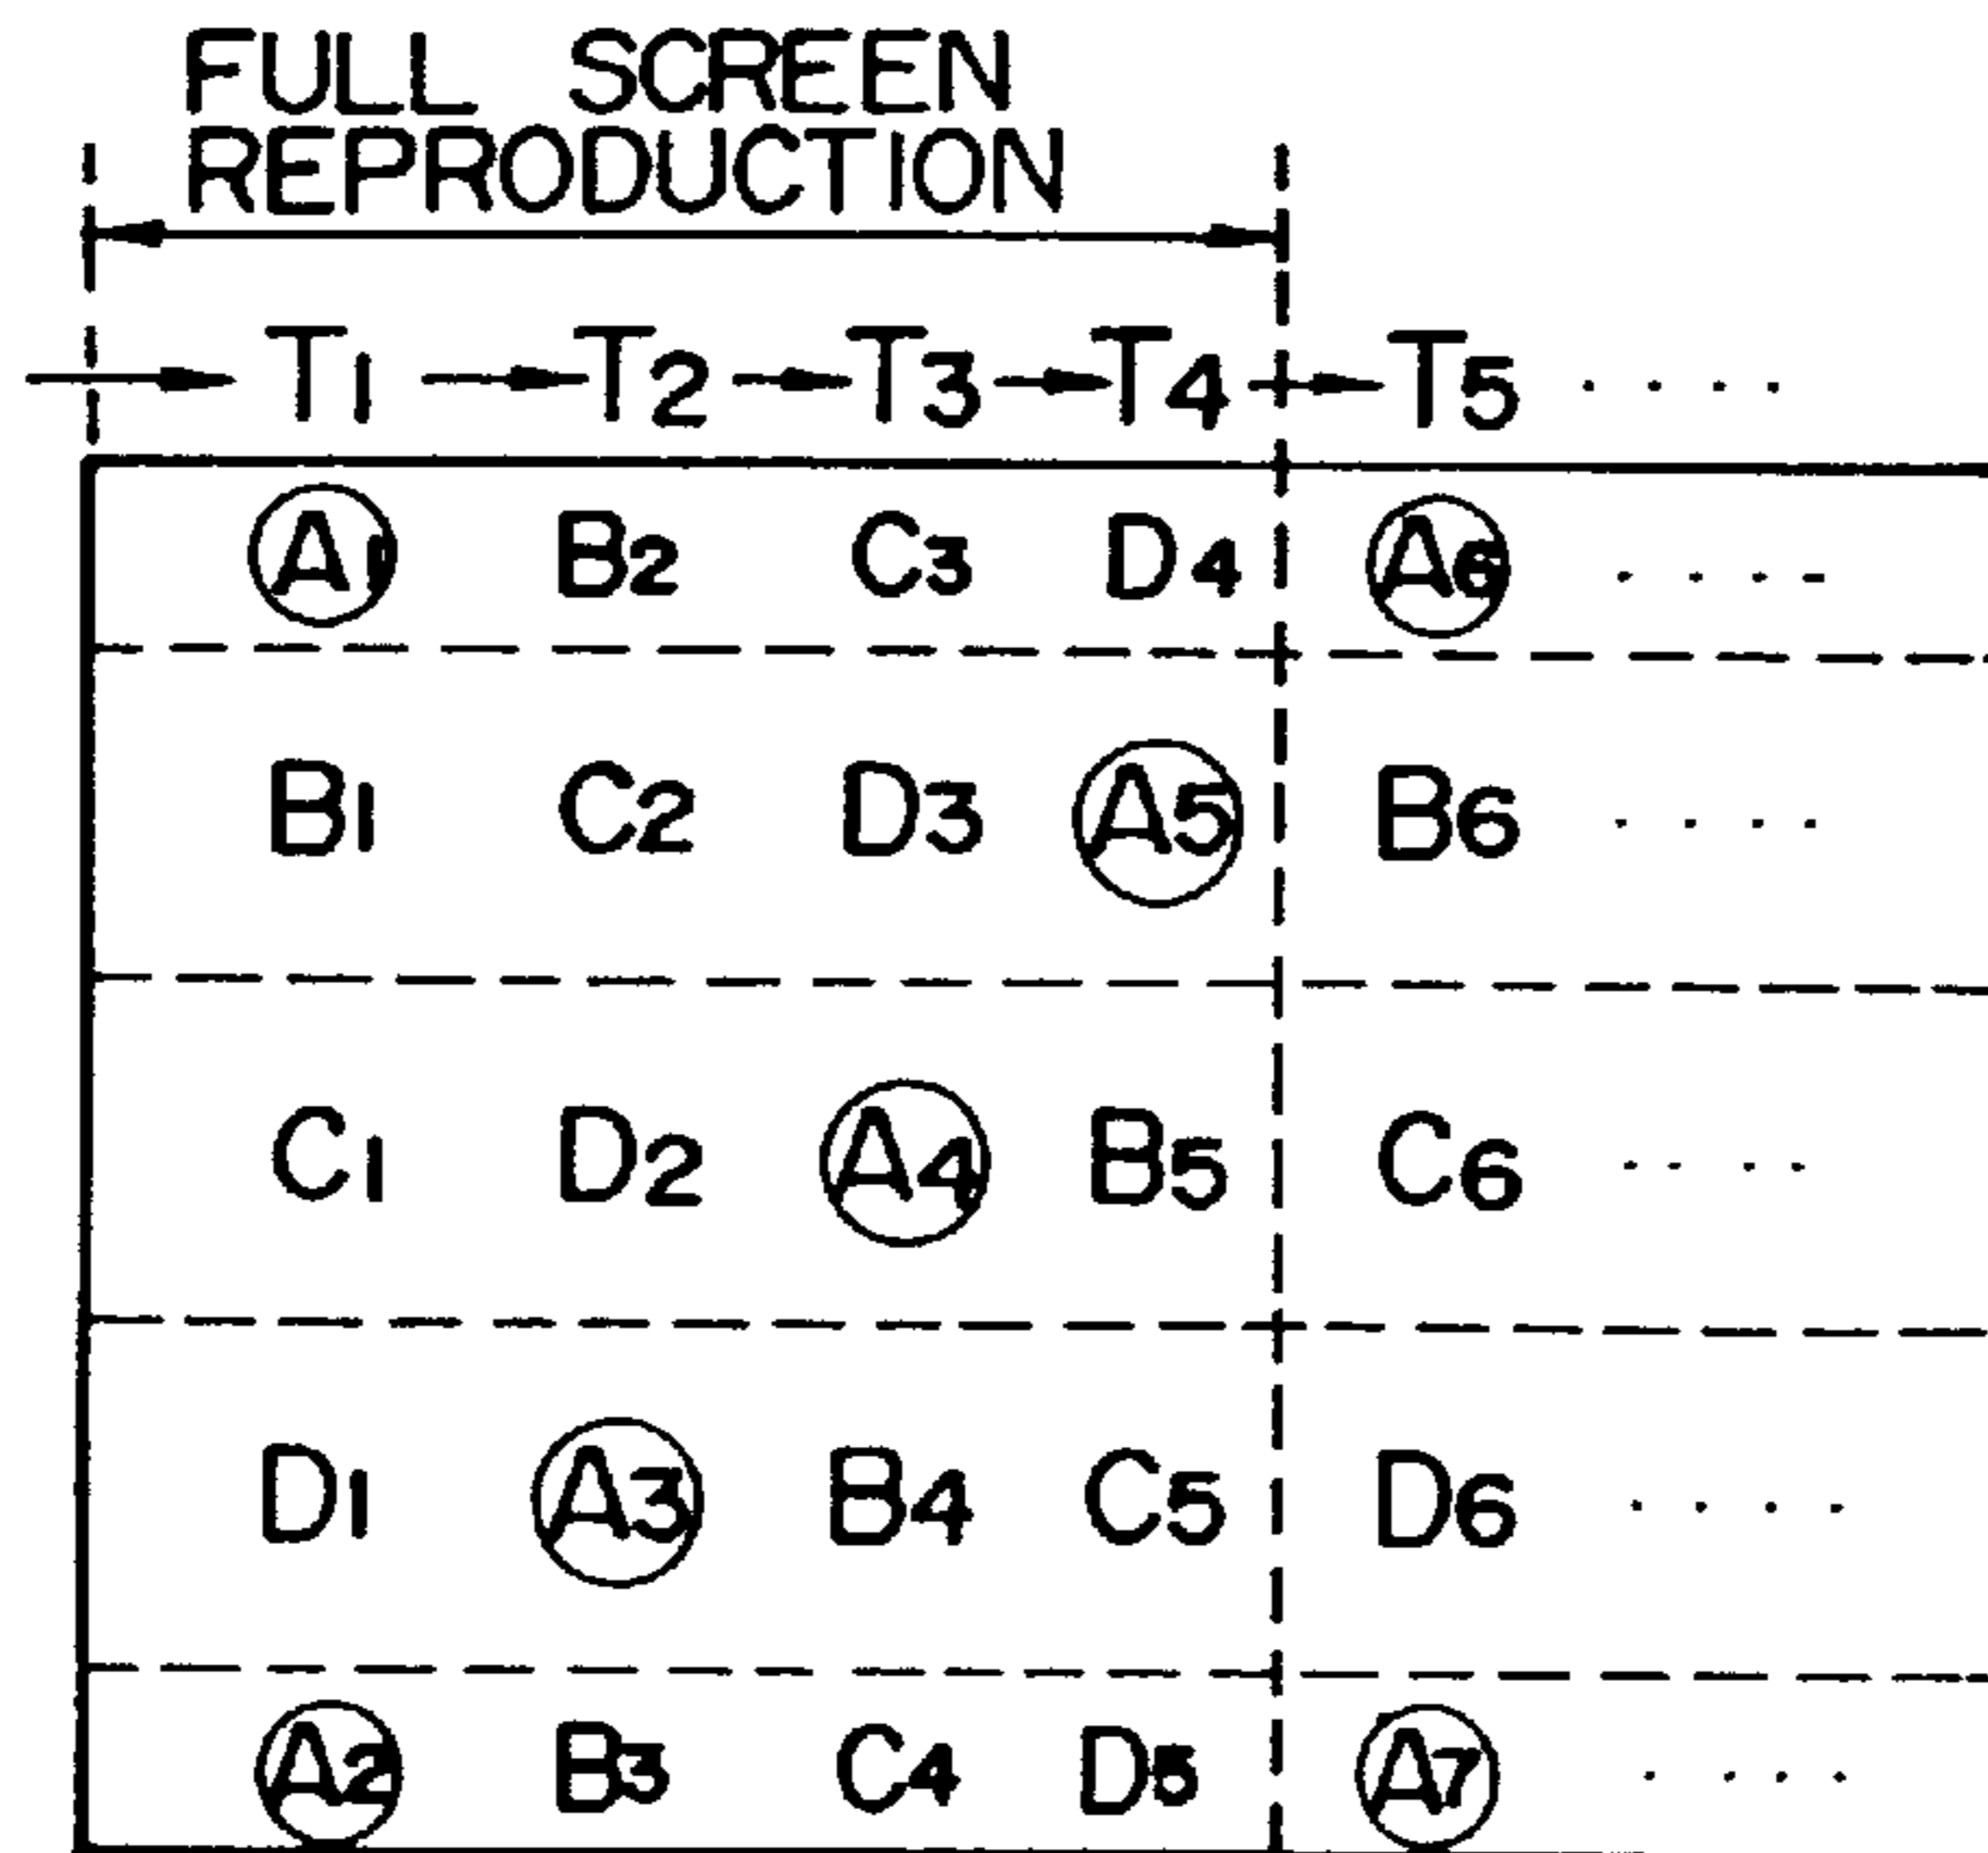 FULL SCREEN
REPRODUCTION
T1 T2 T3 T4 T5 ....
A1 B2 C3 D4 A6 ....
B1 C2 D3 A5 B6 ....
C1 D2 A4 B5 C6 ....
D1 A3 B4 C5 D6 ....
A2 B3 C4 D5 A7 ....